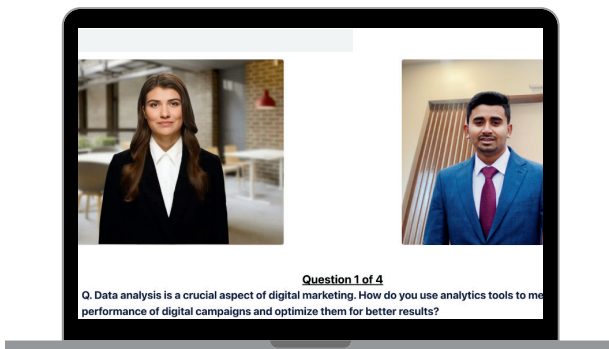 Question 1 of 4
Q. Data analysis is a crucial aspect of digital marketing. How do you use analytics tools to me
performance of digital campaigns and optimize them for better results?